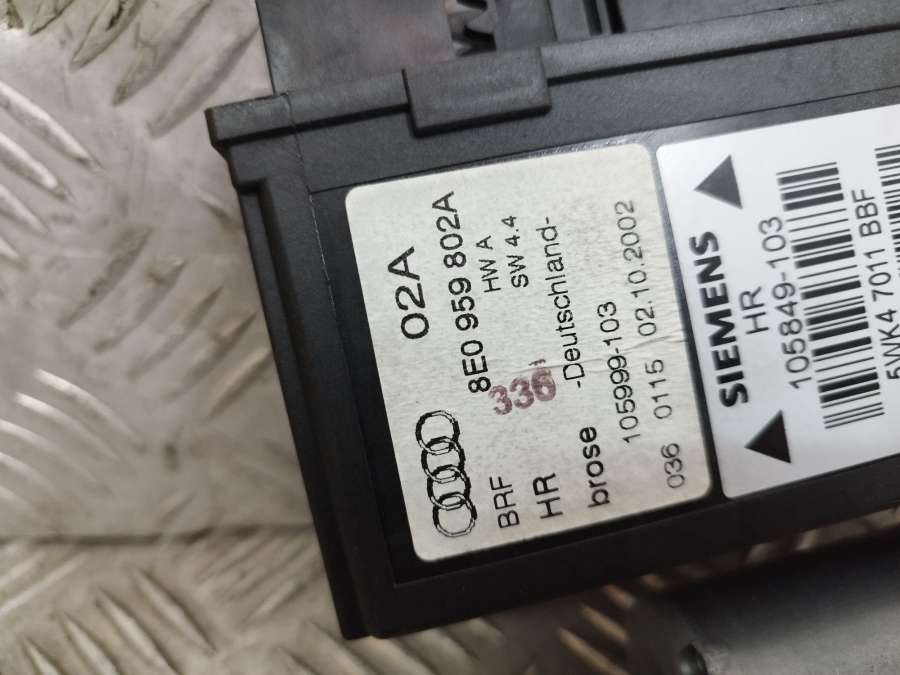 02A
8E0 959 802A
BRF HW A
336 SW 4.4
HR -Deutschland-
brose 105999-103
036 0115 02.10.2002
SIEMENS
HR
105849-103
5WK4 7011 BBF